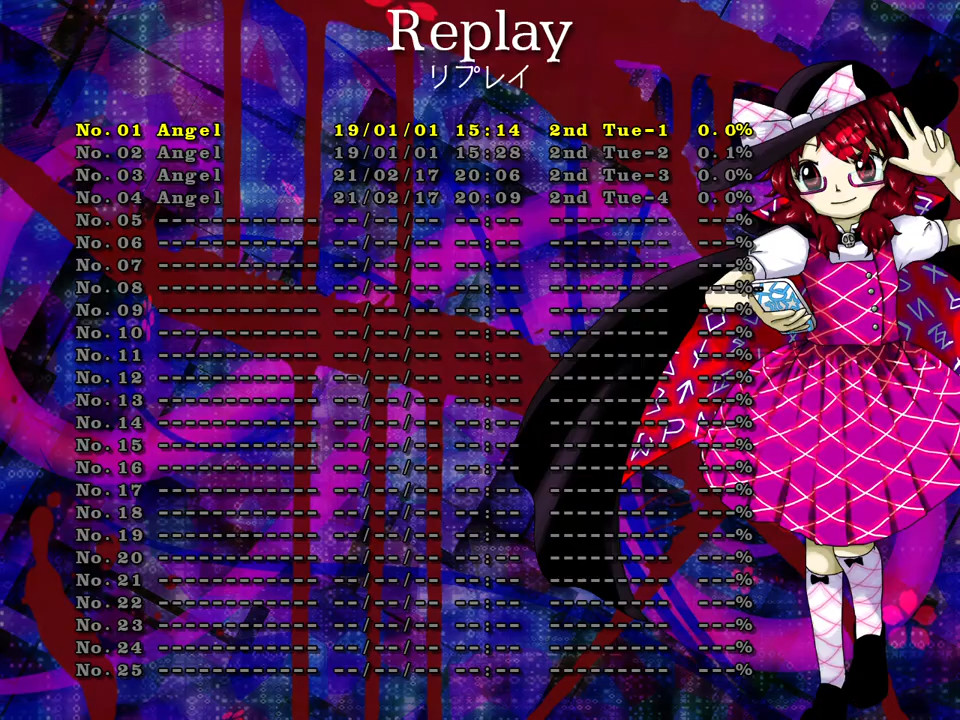 Replay
リプレイ
No.01 Angel 19/01/01 15:14 2nd Tue-1 0.0%
No.02 Angel 19/01/01 15:28 2nd Tue-2 0.1%
No.03 Angel 21/02/17 20:06 2nd Tue-3 0.0%
No.04 Angel 21/02/17 20:09 2nd Tue-4 0.0%
No.05 ------------ --/--/-- --:-- --------- ---%
No.06 ------------ --/--/-- --:-- --------- ---%
No.07 ------------ --/--/-- --:-- --------- ---%
No.08 ------------ --/--/-- --:-- --------- ---%
No.09 ------------ --/--/-- --:-- --------- ---%
No.10 ------------ --/--/-- --:-- --------- ---%
No.11 ------------ --/--/-- --:-- --------- ---%
No.12 ------------ --/--/-- --:-- --------- ---%
No.13 ------------ --/--/-- --:-- --------- ---%
No.14 ------------ --/--/-- --:-- --------- ---%
No.15 ------------ --/--/-- --:-- --------- ---%
No.16 ------------ --/--/-- --:-- --------- ---%
No.17 ------------ --/--/-- --:-- --------- ---%
No.18 ------------ --/--/-- --:-- --------- ---%
No.19 ------------ --/--/-- --:-- --------- ---%
No.20 ------------ --/--/-- --:-- --------- ---%
No.21 ------------ --/--/-- --:-- --------- ---%
No.22 ------------ --/--/-- --:-- --------- ---%
No.23 ------------ --/--/-- --:-- --------- ---%
No.24 ------------ --/--/-- --:-- --------- ---%
No.25 ------------ --/--/-- --:-- --------- ---%